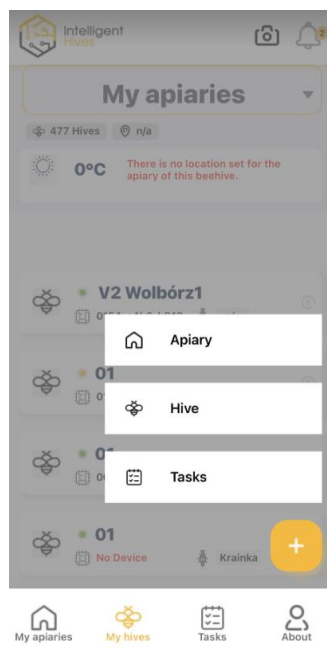 Intelligent
Hives
2
My apiaries
477 Hives n/a
0°C
There is no location set for the
apiary of this beehive.
V2 Wolbórz1
Apiary
01
Hive
Tasks
01
No Device Krainka
+
My apiaries My hives Tasks About